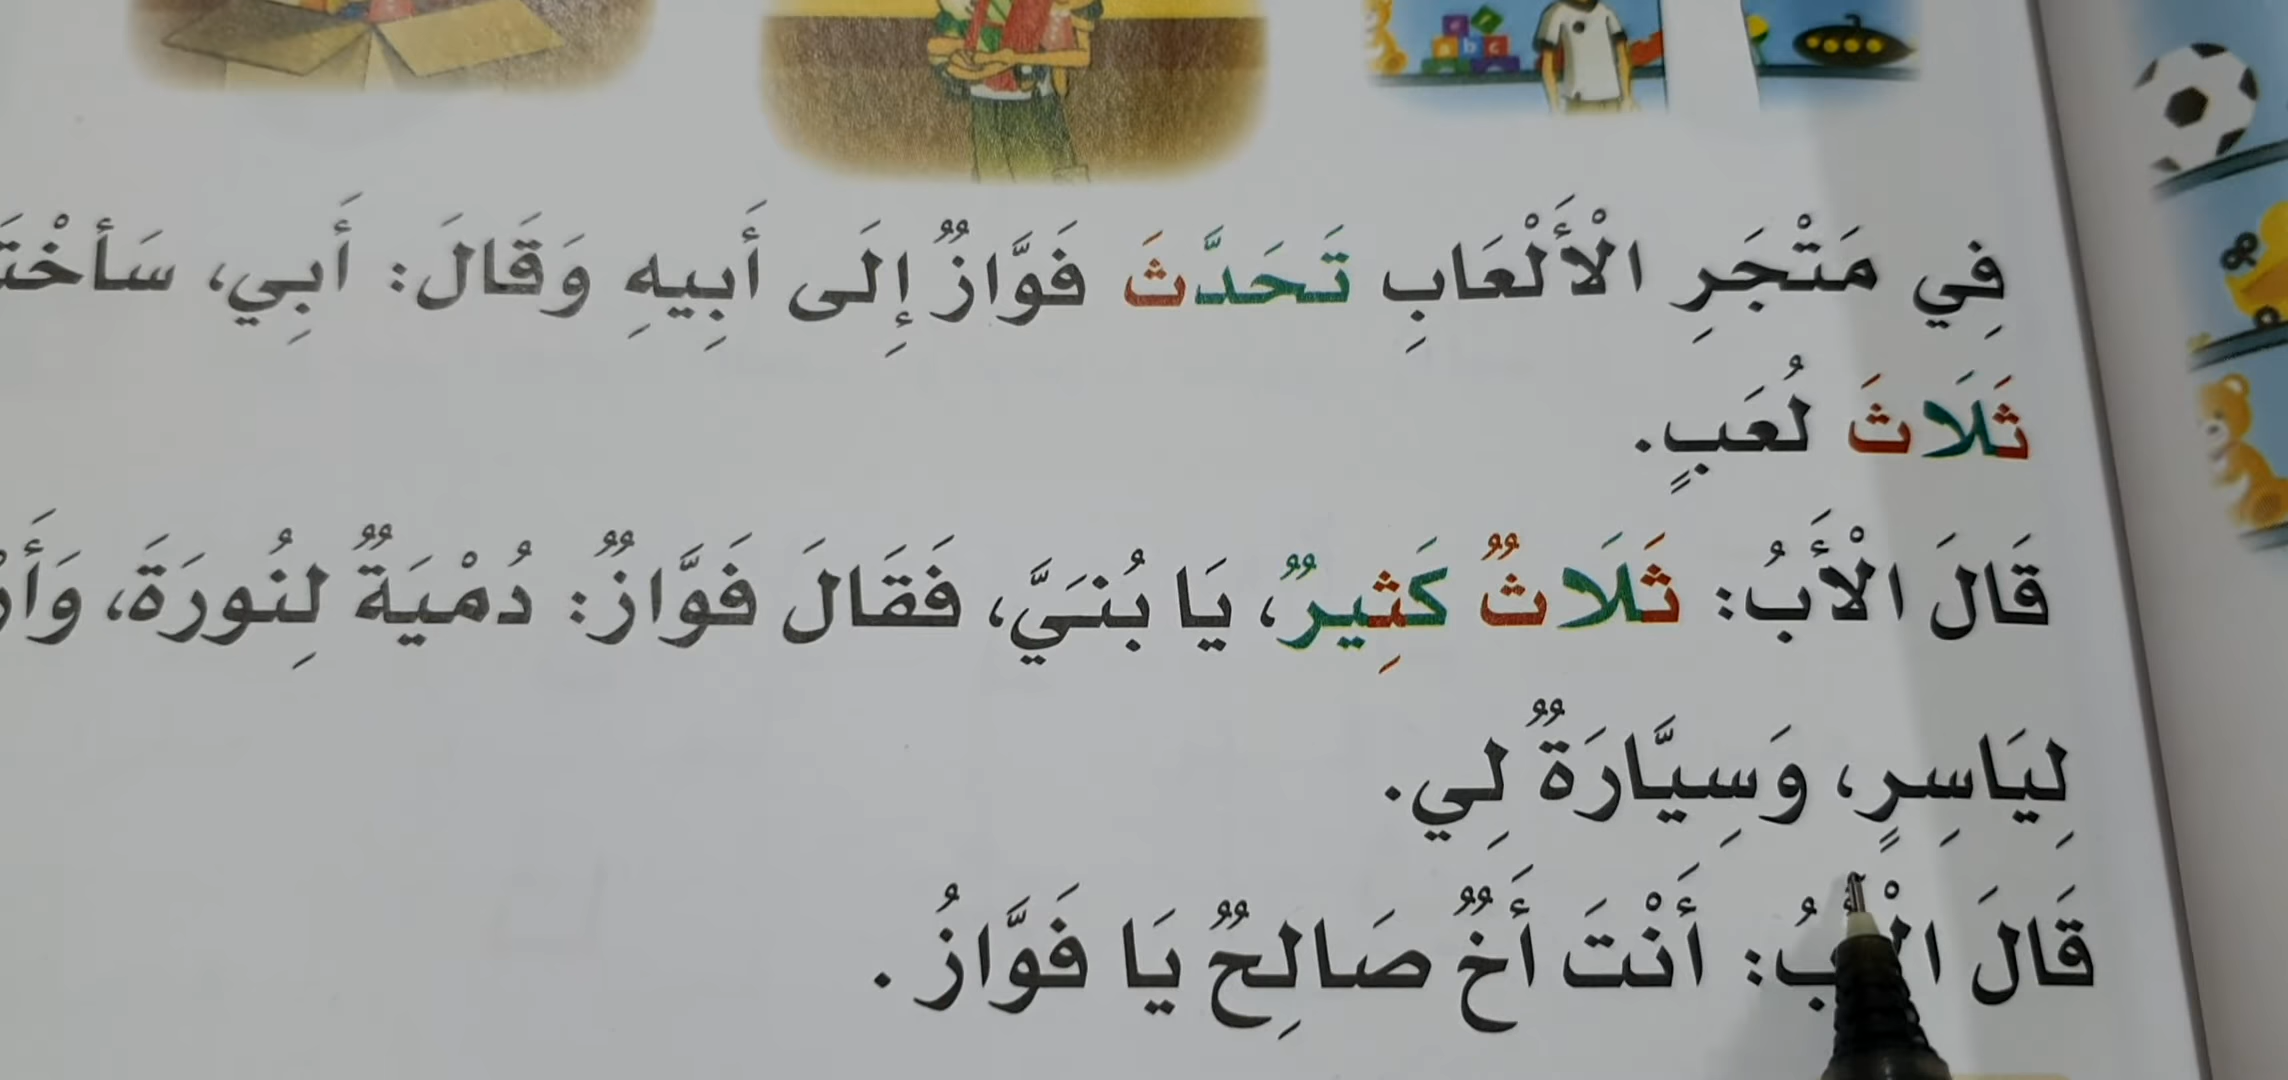 فِي مَتْجَرِ الْأَلْعَابِ تَحَدَّثَ فَوَّازٌ إِلَى أَبِيهِ وَقَالَ: أَبِي،
ثَلَاثَ لُعَبٍ.
قَالَ الْأَبُ: ثَلَاثٌ كَثِيرٌ، يَا بُنَيَّ، فَقَالَ فَوَّازٌ: دُمْيَةٌ لِنُورَةَ،
لِيَاسِرٍ، وَسِيَّارَةٌ لِي.
قَالَ الْأَبُ: أَنْتَ أَخٌ صَالِحٌ يَا فَوَّازُ.
abc